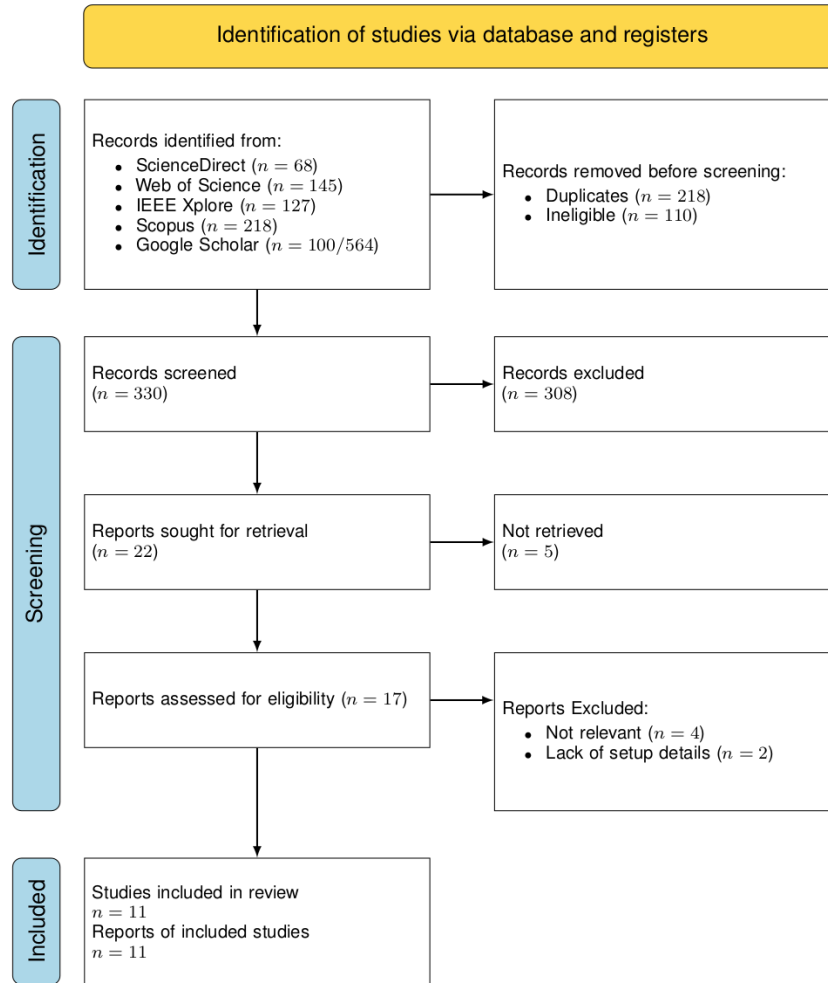 Identification of studies via database and registers
Identification
Records identified from:
• ScienceDirect (n = 68)
• Web of Science (n = 145)
• IEEE Xplore (n = 127)
• Scopus (n = 218)
• Google Scholar (n = 100/564)
Records removed before screening:
• Duplicates (n = 218)
• Ineligible (n = 110)
Screening
Records screened
(n = 330)
Records excluded
(n = 308)
Reports sought for retrieval
(n = 22)
Not retrieved
(n = 5)
Reports assessed for eligibility (n = 17)
Reports Excluded:
• Not relevant (n = 4)
• Lack of setup details (n = 2)
Included
Studies included in review
n = 11
Reports of included studies
n = 11